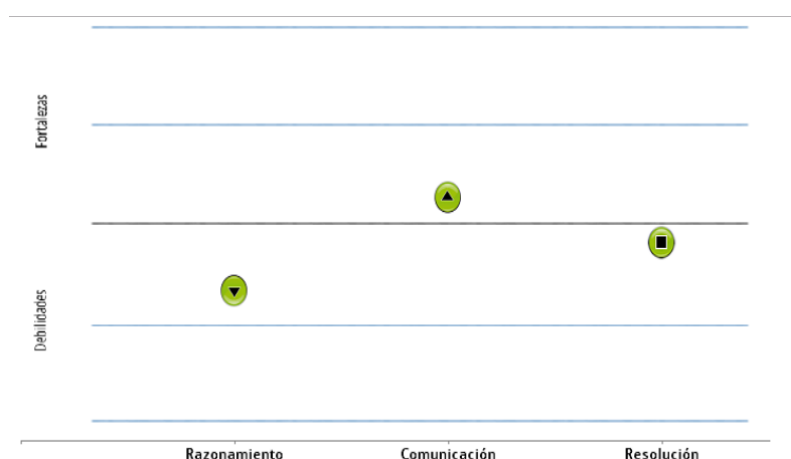 Fortalezas
Debilidades
Razonamiento
Comunicación
Resolución